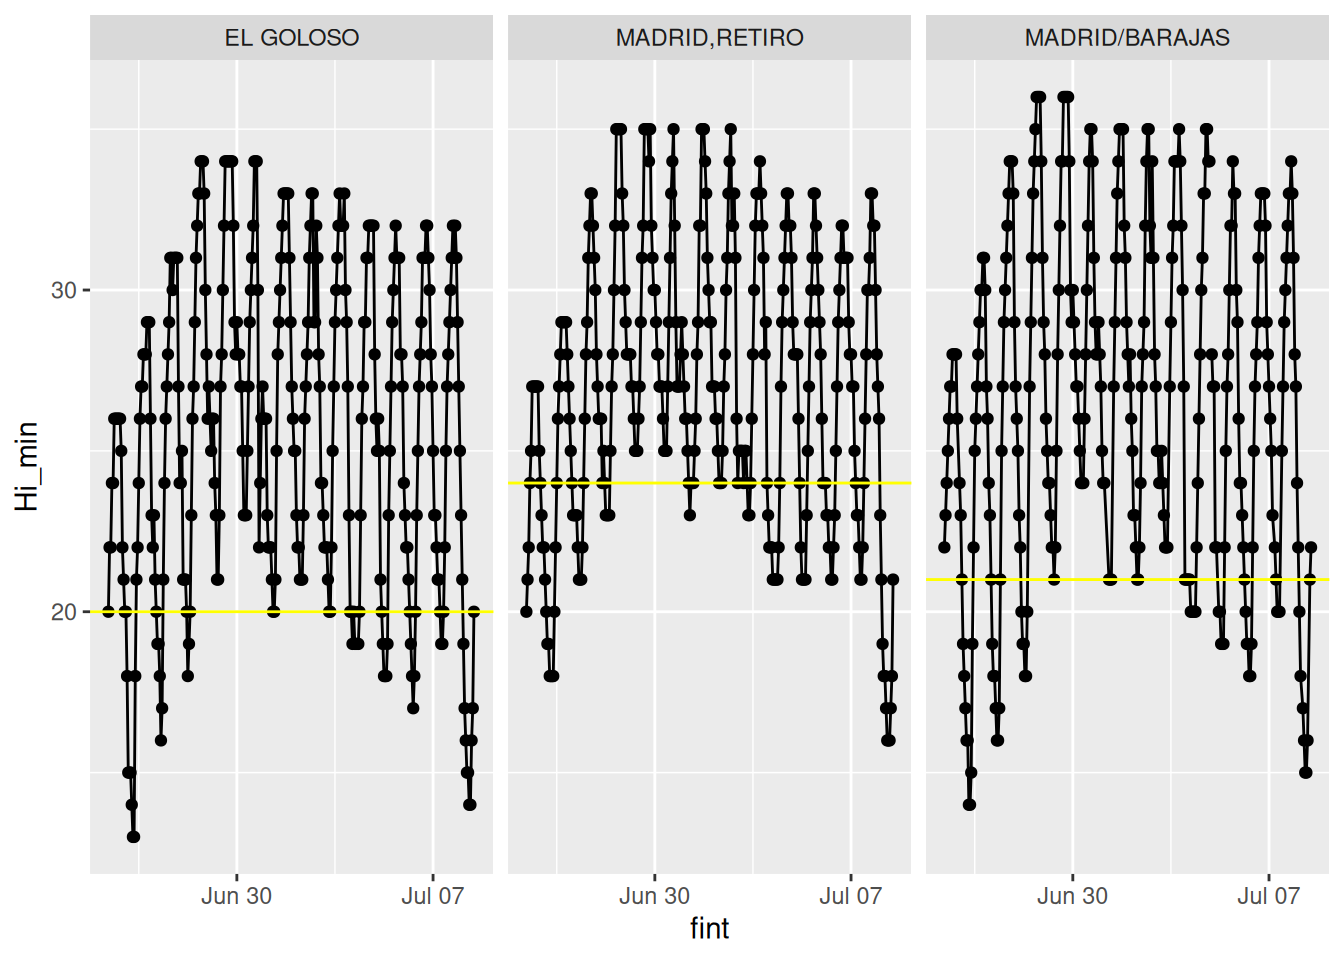 EL GOLOSO
MADRID,RETIRO
MADRID/BARAJAS
Hi_min
30
20
Jun 30
Jul 07
Jun 30
Jul 07
Jun 30
Jul 07
fint